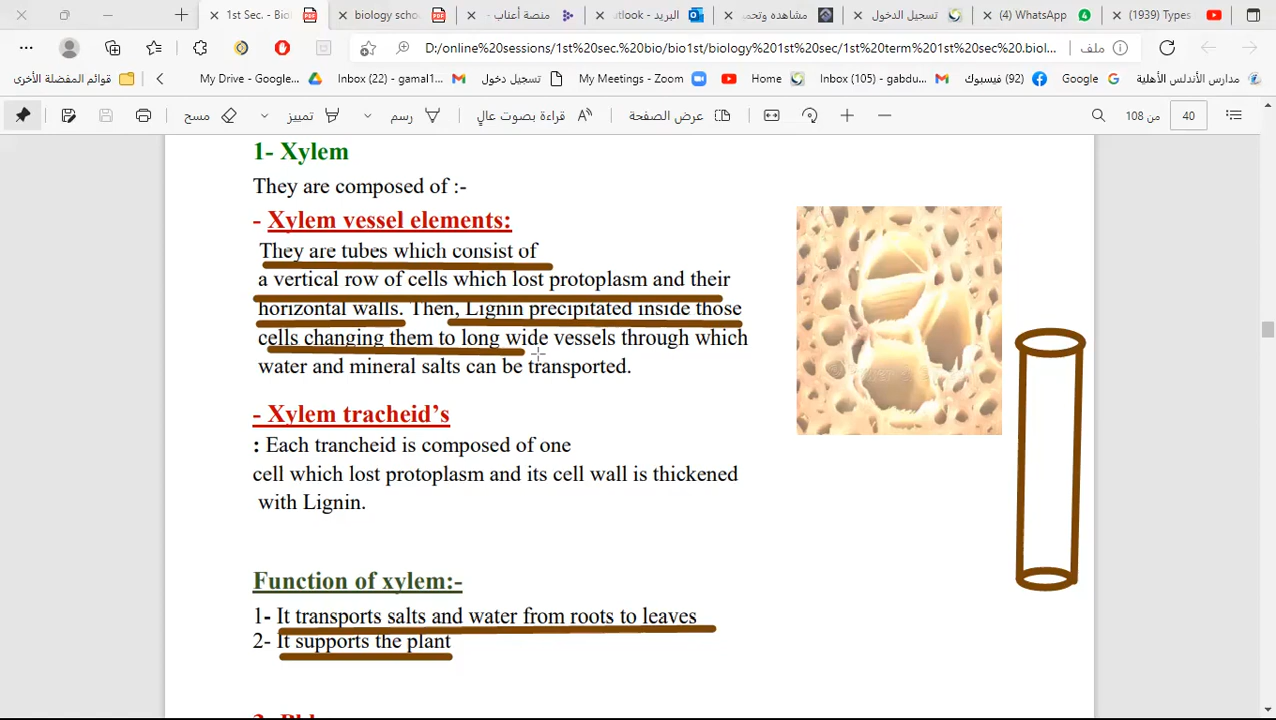 1st Sec. - Bio
biology scho
منصة أعتاب -
البريد - utlook
مشاهدة وتحم
تسجيل الدخول
(4) WhatsApp
4
(1939) Types
D:/online%20sessions/1st%20sec.%20bio/bio1st/biology%201st%20sec/1st%20term%201st%20sec%20.biol...
ملف
قوائم المفضلة الأخرى
My Drive - Google...
Inbox (22) - gamal1...
تسجيل دخول
My Meetings - Zoom
Home
Inbox (105) - gabdu...
(92) فيسبوك
Google
مدارس الأندلس الأهلية
مسح
تمييز
رسم
قراءة بصوت عالٍ
عرض الصفحة
من 108
40
1- Xylem
They are composed of :-
- Xylem vessel elements:
They are tubes which consist of
a vertical row of cells which lost protoplasm and their
horizontal walls. Then, Lignin precipitated inside those
cells changing them to long wide vessels through which
water and mineral salts can be transported.
- Xylem tracheid’s
: Each trancheid is composed of one
cell which lost protoplasm and its cell wall is thickened
with Lignin.
Function of xylem:-
1- It transports salts and water from roots to leaves
2- It supports the plant